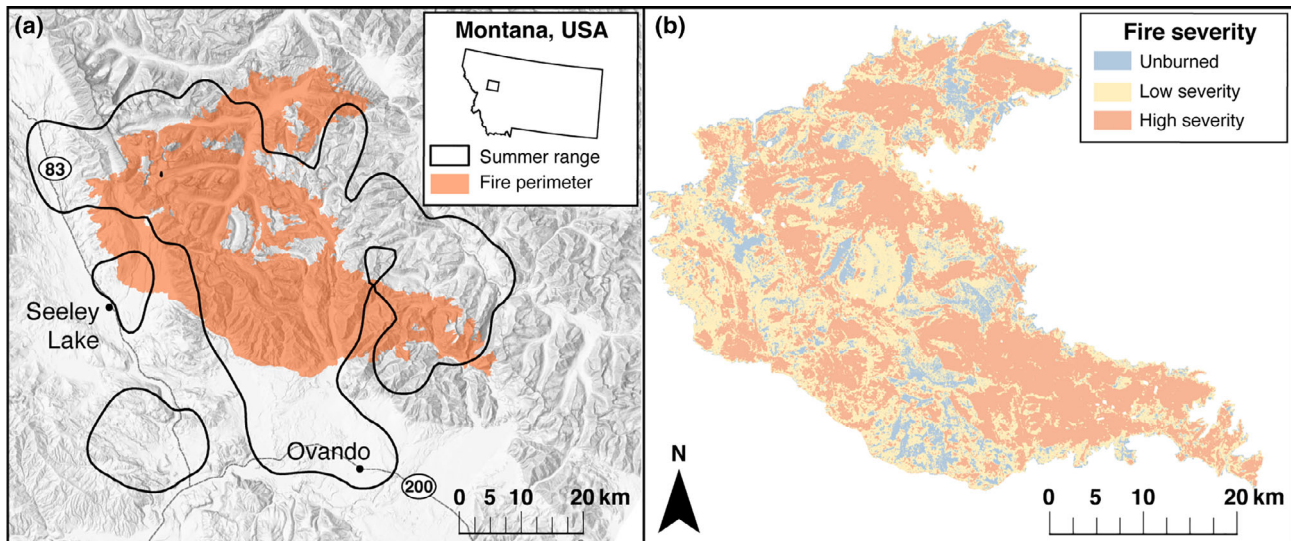 (a)
Montana, USA
Summer range
Fire perimeter
83
Seeley
Lake
Ovando
200
0 5 10 20 km
(b)
Fire severity
Unburned
Low severity
High severity
N
0 5 10 20 km